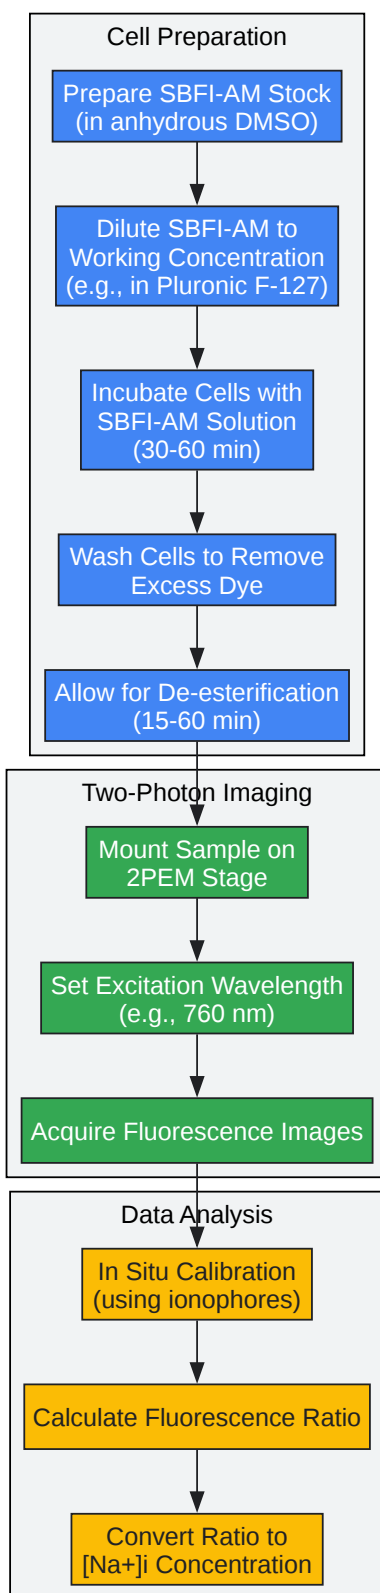 Cell Preparation
Prepare SBFI-AM Stock
(in anhydrous DMSO)
Dilute SBFI-AM to
Working Concentration
(e.g., in Pluronic F-127)
Incubate Cells with
SBFI-AM Solution
(30-60 min)
Wash Cells to Remove
Excess Dye
Allow for De-esterification
(15-60 min)
Two-Photon Imaging
Mount Sample on
2PEM Stage
Set Excitation Wavelength
(e.g., 760 nm)
Acquire Fluorescence Images
Data Analysis
In Situ Calibration
(using ionophores)
Calculate Fluorescence Ratio
Convert Ratio to
[Na+]i Concentration